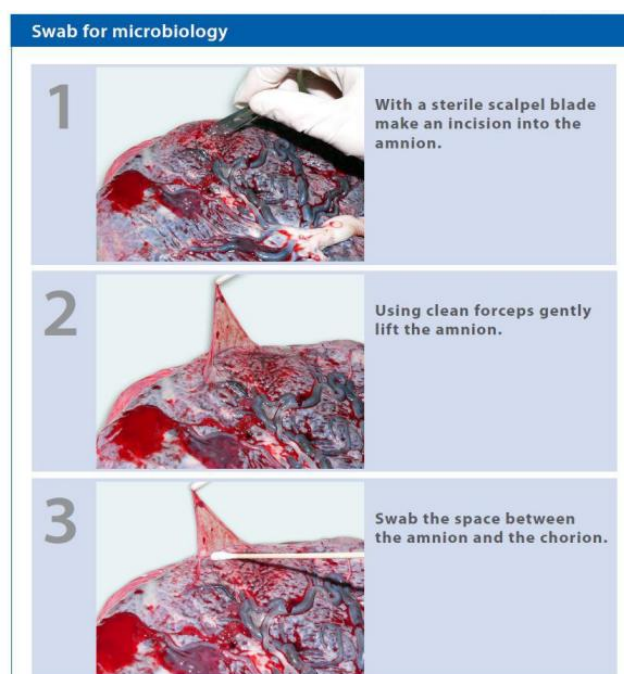 Swab for microbiology
1
With a sterile scalpel blade
make an incision into the
amnion.
2
Using clean forceps gently
lift the amnion.
3
Swab the space between
the amnion and the chorion.